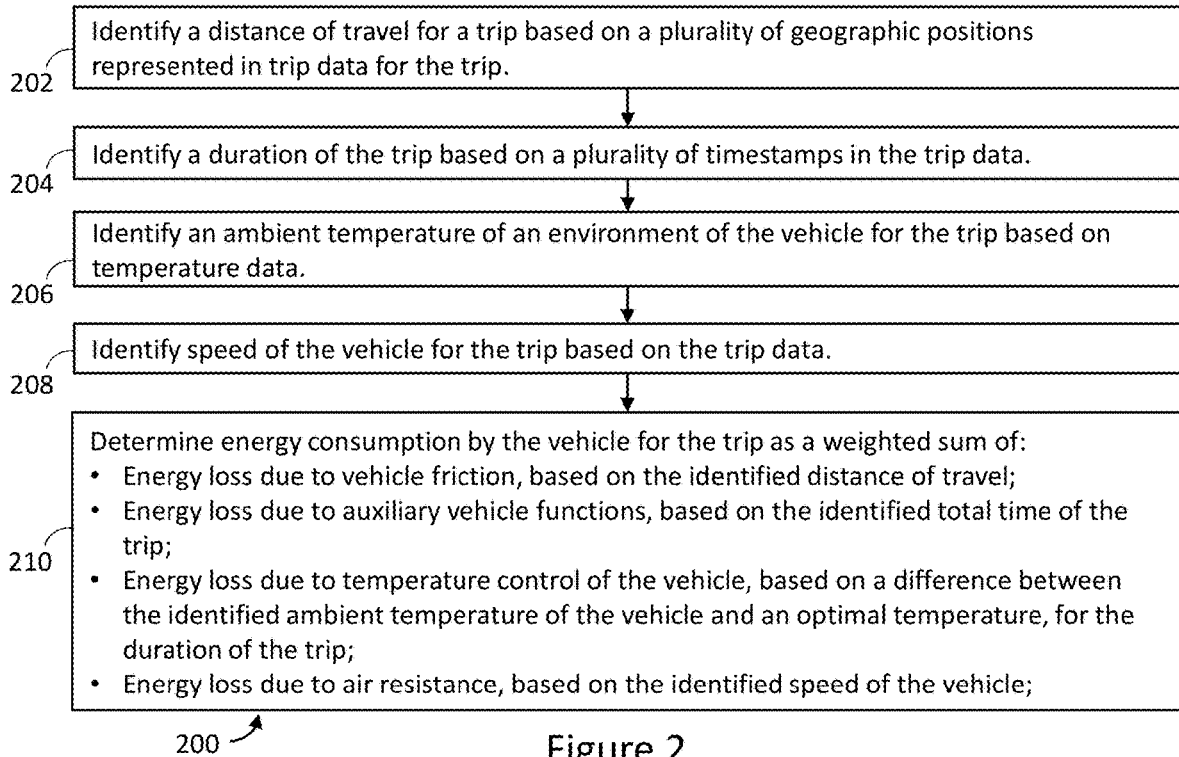 Identify a distance of travel for a trip based on a plurality of geographic positions
represented in trip data for the trip.
202
Identify a duration of the trip based on a plurality of timestamps in the trip data.
204
Identify an ambient temperature of an environment of the vehicle for the trip based on
temperature data.
206
Identify speed of the vehicle for the trip based on the trip data.
208
Determine energy consumption by the vehicle for the trip as a weighted sum of:
• Energy loss due to vehicle friction, based on the identified distance of travel;
• Energy loss due to auxiliary vehicle functions, based on the identified total time of the
trip;
210
• Energy loss due to temperature control of the vehicle, based on a difference between
the identified ambient temperature of the vehicle and an optimal temperature, for the
duration of the trip;
• Energy loss due to air resistance, based on the identified speed of the vehicle;
200
Figure 2